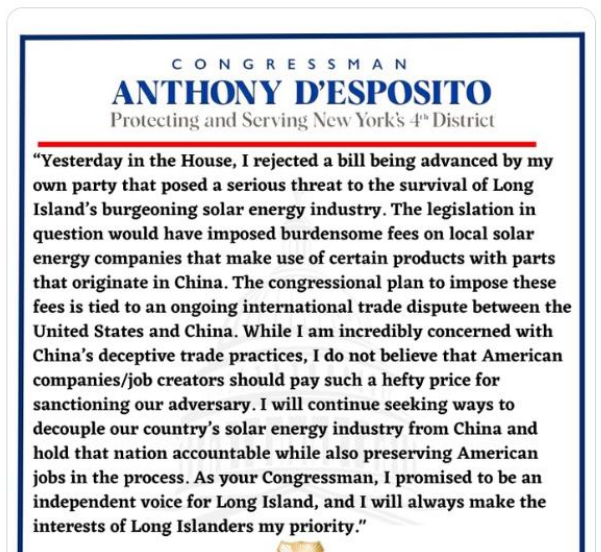 CONGRESSMAN
ANTHONY D'ESPOSITO
Protecting and Serving New York's 4th District
“Yesterday in the House, I rejected a bill being advanced by my
own party that posed a serious threat to the survival of Long
Island's burgeoning solar energy industry. The legislation in
question would have imposed burdensome fees on local solar
energy companies that make use of certain products with parts
that originate in China. The congressional plan to impose these
fees is tied to an ongoing international trade dispute between the
United States and China. While I am incredibly concerned with
China's deceptive trade practices, I do not believe that American
companies/job creators should pay such a hefty price for
sanctioning our adversary. I will continue seeking ways to
decouple our country's solar energy industry from China and
hold that nation accountable while also preserving American
jobs in the process. As your Congressman, I promised to be an
independent voice for Long Island, and I will always make the
interests of Long Islanders my priority.”